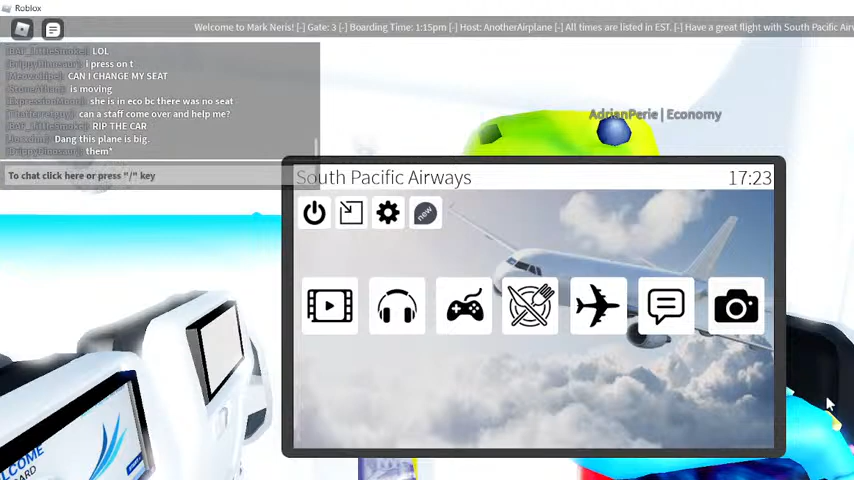 Roblox
Welcome to Mark Neris! [-] Gate: 3 [-] Boarding Time: 1:15pm [-] Host: AnotherAirplane [-] All times are listed in EST. [-] Have a great flight with South Pacific Airw
LOL
i press on t
CAN I CHANGE MY SEAT
is moving
she is in eco bc there was no seat
can a staff come over and help me?
RIP THE CAR
Dang this plane is big.
them*
To chat click here or press "/" key
AdrianPerie | Economy
South Pacific Airways
17:23
new